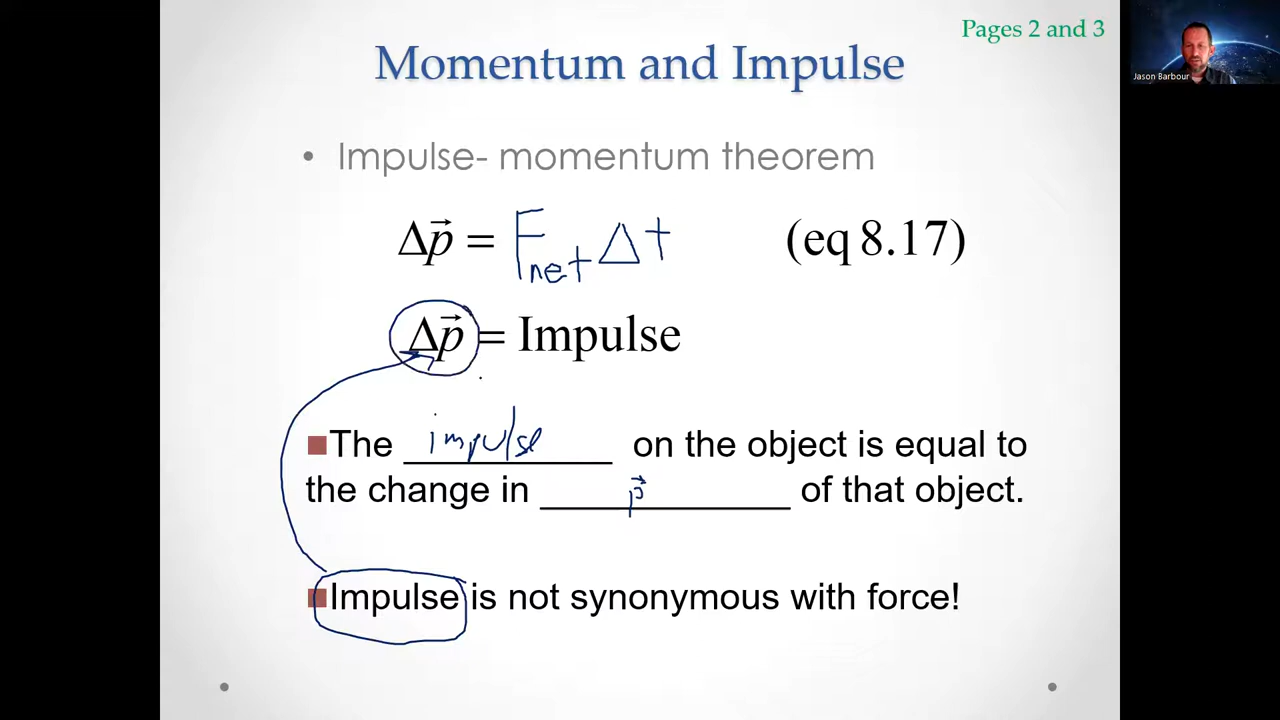 Pages 2 and 3
Momentum and Impulse
Jason Barbour
• Impulse- momentum theorem
Δp⃗ = Fnet Δt (eq 8.17)
Δp⃗ = Impulse
The impulse on the object is equal to
the change in p⃗ of that object.
Impulse is not synonymous with force!